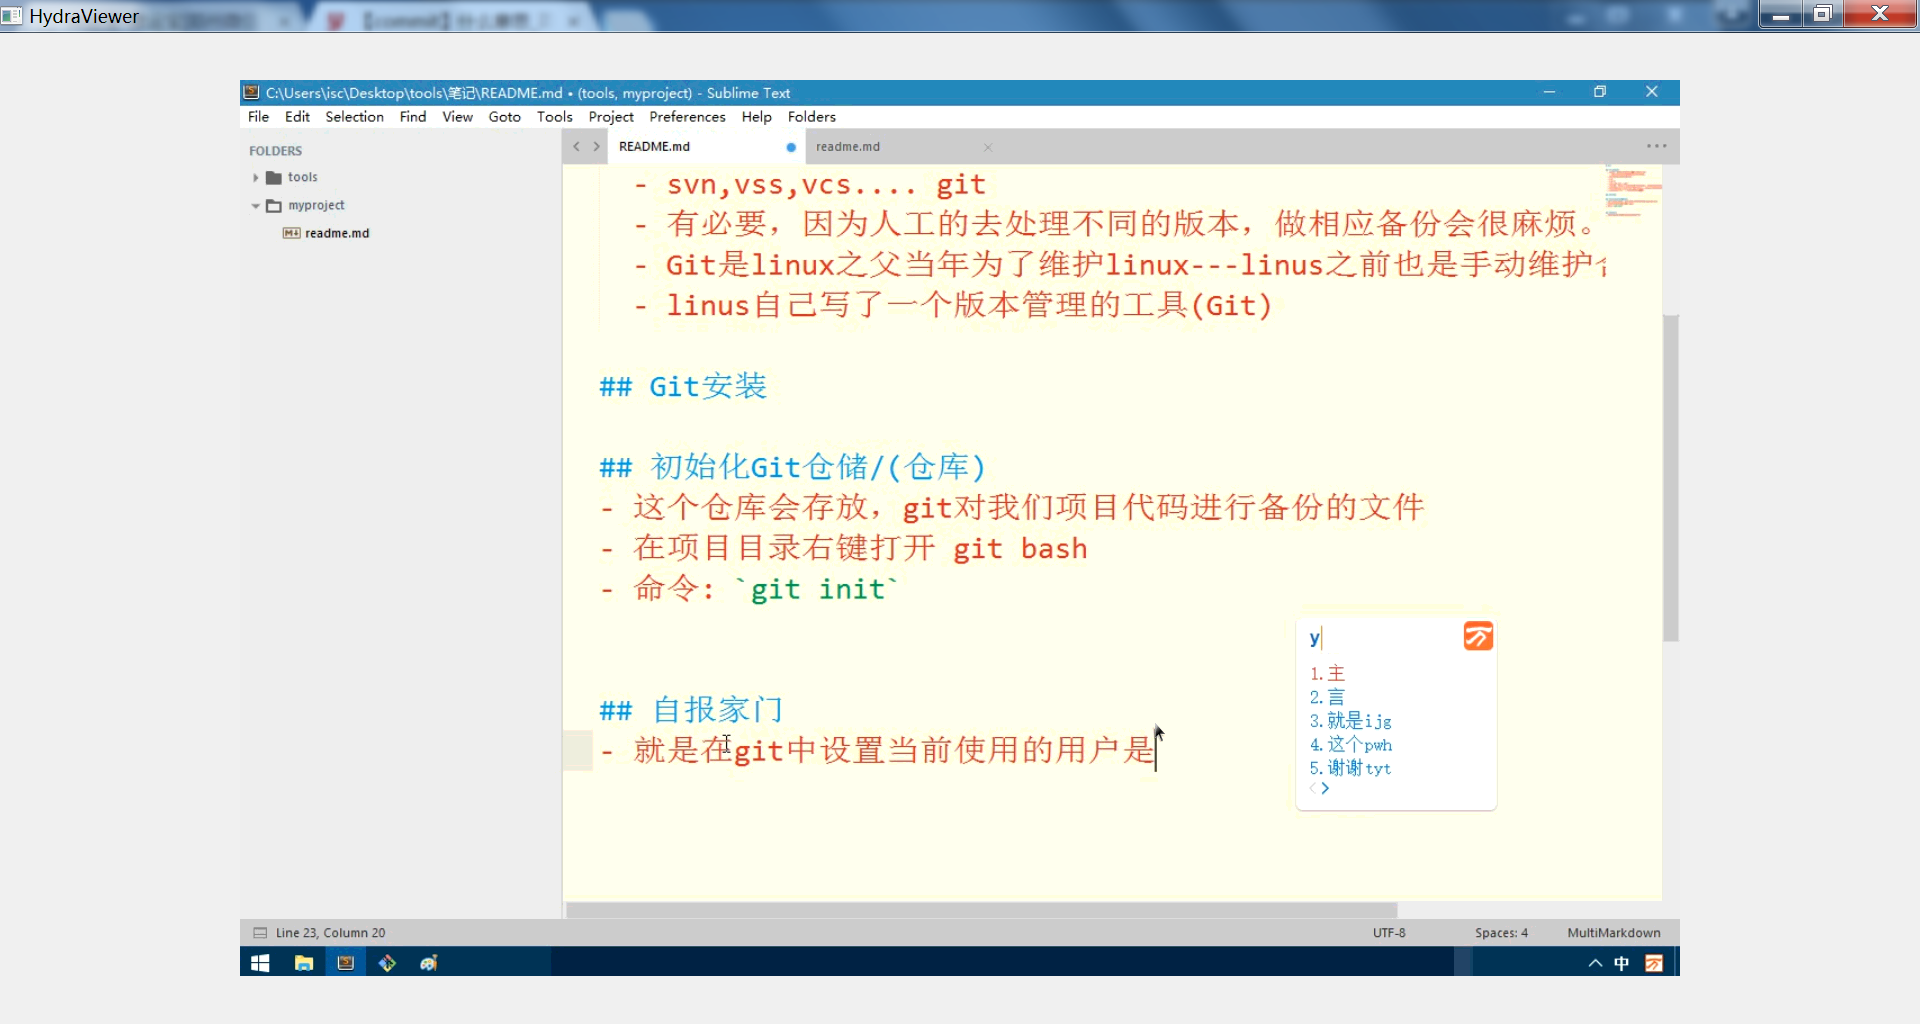 HydraViewer
C:\Users\isc\Desktop\tools\笔记\README.md • (tools, myproject) - Sublime Text
File Edit Selection Find View Goto Tools Project Preferences Help Folders
FOLDERS
tools
myproject
readme.md
README.md
readme.md
- svn,vss,vcs.... git
- 有必要，因为人工的去处理不同的版本，做相应备份会很麻烦。
- Git是linux之父当年为了维护linux---linus之前也是手动维护
- linus自己写了一个版本管理的工具(Git)
## Git安装
## 初始化Git仓储/(仓库)
- 这个仓库会存放，git对我们项目代码进行备份的文件
- 在项目目录右键打开 git bash
- 命令: `git init`
## 自报家门
- 就是在git中设置当前使用的用户是
y
1.主
2.言
3.就是ijg
4.这个pwh
5.谢谢tyt
Line 23, Column 20
UTF-8
Spaces: 4
MultiMarkdown
中